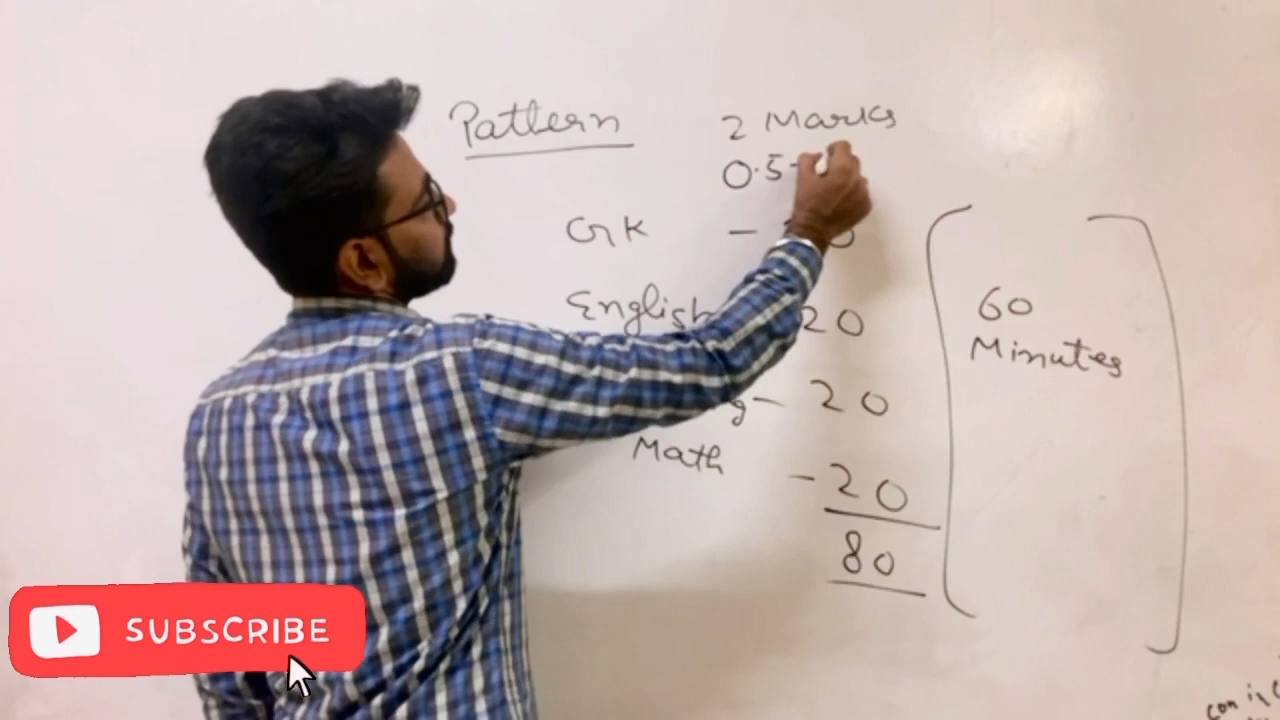 Pattern
2 Marks
0.5
GK -
English 20
- 20
Math - 20
80
60
Minutes
SUBSCRIBE